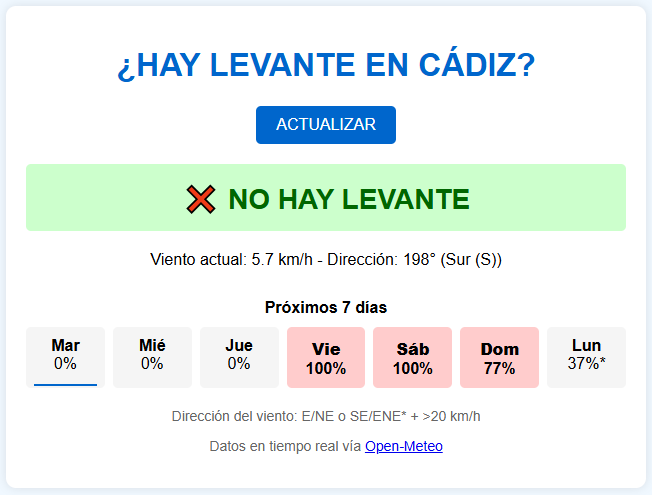 ¿HAY LEVANTE EN CÁDIZ?
ACTUALIZAR
❌ NO HAY LEVANTE
Viento actual: 5.7 km/h - Dirección: 198° (Sur (S))
Próximos 7 días
Mar Mié Jue Vie Sáb Dom Lun
0% 0% 0% 100% 100% 77% 37%*
Dirección del viento: E/NE o SE/ENE* + >20 km/h
Datos en tiempo real vía Open-Meteo